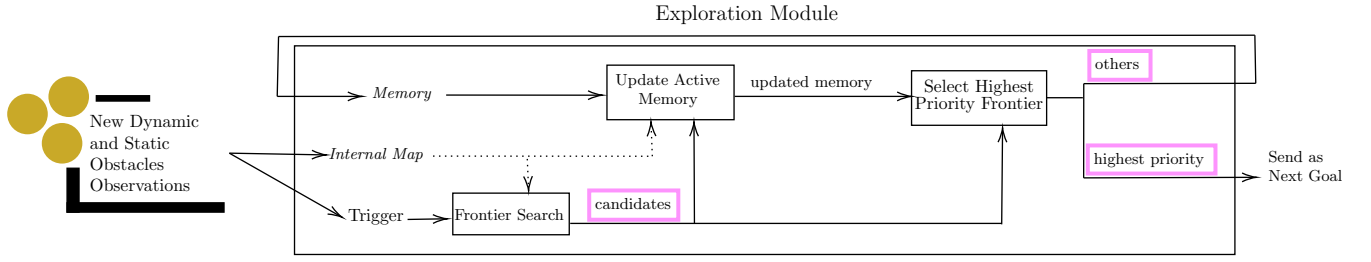 Exploration Module
others
Update Active
Memory
updated memory
Select Highest
Priority Frontier
Memory
New Dynamic
and Static
Obstacles
Observations
Internal Map
highest priority
Send as
Next Goal
candidates
Trigger
Frontier Search